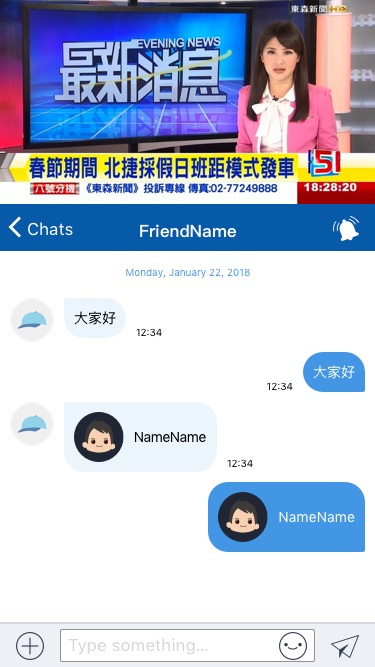 東森新聞HD
EVENING NEWS
最新消息
春節期間 北捷採假日班距模式發車
51
八號分機 《東森新聞》投訴專線 傳真:02-77249888
18:28:20
Chats
FriendName
Monday, January 22, 2018
大家好
12:34
大家好
12:34
NameName
12:34
NameName
Type something...